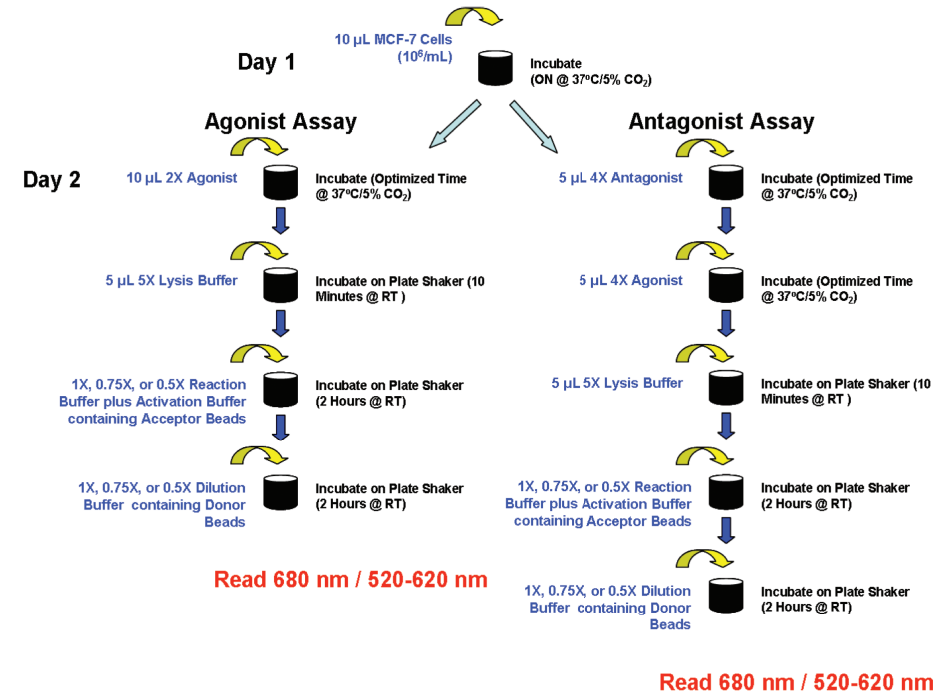 10 µL MCF-7 Cells
(10⁶/mL)
Day 1
Incubate
(ON @ 37ºC/5% CO₂)
Agonist Assay
Day 2
10 µL 2X Agonist
Incubate (Optimized Time
@ 37ºC/5% CO₂)
5 µL 5X Lysis Buffer
Incubate on Plate Shaker (10
Minutes @ RT )
1X, 0.75X, or 0.5X Reaction
Buffer plus Activation Buffer
containing Acceptor Beads
Incubate on Plate Shaker
(2 Hours @ RT)
1X, 0.75X, or 0.5X Dilution
Buffer containing Donor
Beads
Incubate on Plate Shaker
(2 Hours @ RT)
Read 680 nm / 520-620 nm
Antagonist Assay
5 µL 4X Antagonist
Incubate (Optimized Time
@ 37ºC/5% CO₂)
5 µL 4X Agonist
Incubate (Optimized Time
@ 37ºC/5% CO₂)
5 µL 5X Lysis Buffer
Incubate on Plate Shaker (10
Minutes @ RT )
1X, 0.75X, or 0.5X Reaction
Buffer plus Activation Buffer
containing Acceptor Beads
Incubate on Plate Shaker
(2 Hours @ RT)
1X, 0.75X, or 0.5X Dilution
Buffer containing Donor
Beads
Incubate on Plate Shaker
(2 Hours @ RT)
Read 680 nm / 520-620 nm